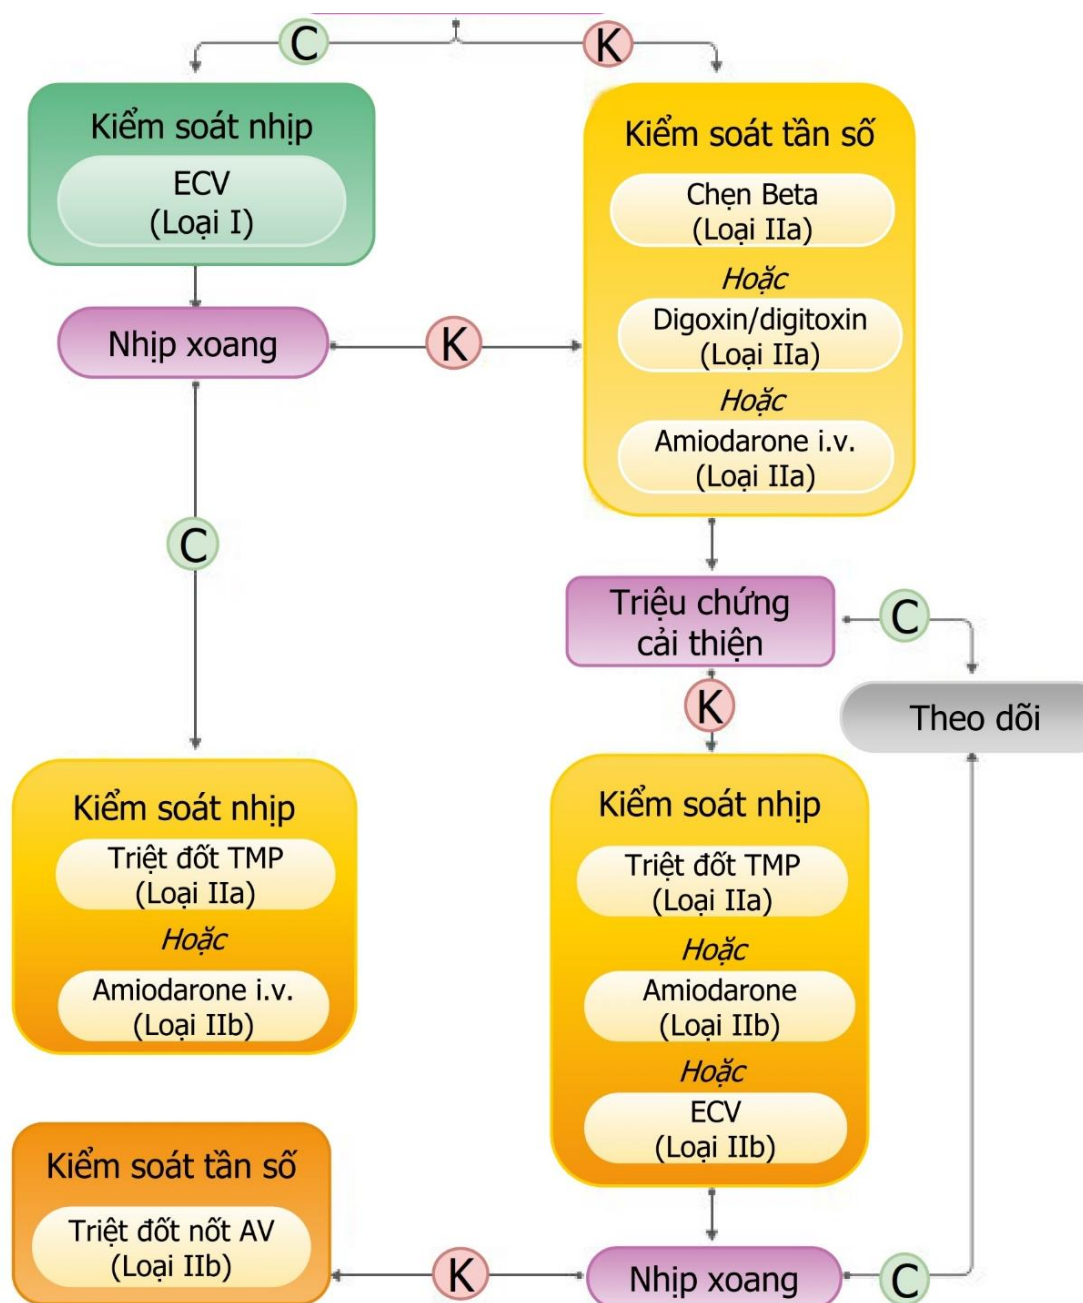 C
K
Kiểm soát nhịp
ECV
(Loại I)
Kiểm soát tần số
Chẹn Beta
(Loại IIa)
Hoặc
Digoxin/digitoxin
(Loại IIa)
Hoặc
Amiodarone i.v.
(Loại IIa)
Nhịp xoang
K
C
Triệu chứng
cải thiện
C
K
Theo dõi
Kiểm soát nhịp
Triệt đốt TMP
(Loại IIa)
Hoặc
Amiodarone i.v.
(Loại IIb)
Kiểm soát nhịp
Triệt đốt TMP
(Loại IIa)
Hoặc
Amiodarone
(Loại IIb)
Hoặc
ECV
(Loại IIb)
Kiểm soát tần số
Triệt đốt nốt AV
(Loại IIb)
K
Nhịp xoang
C